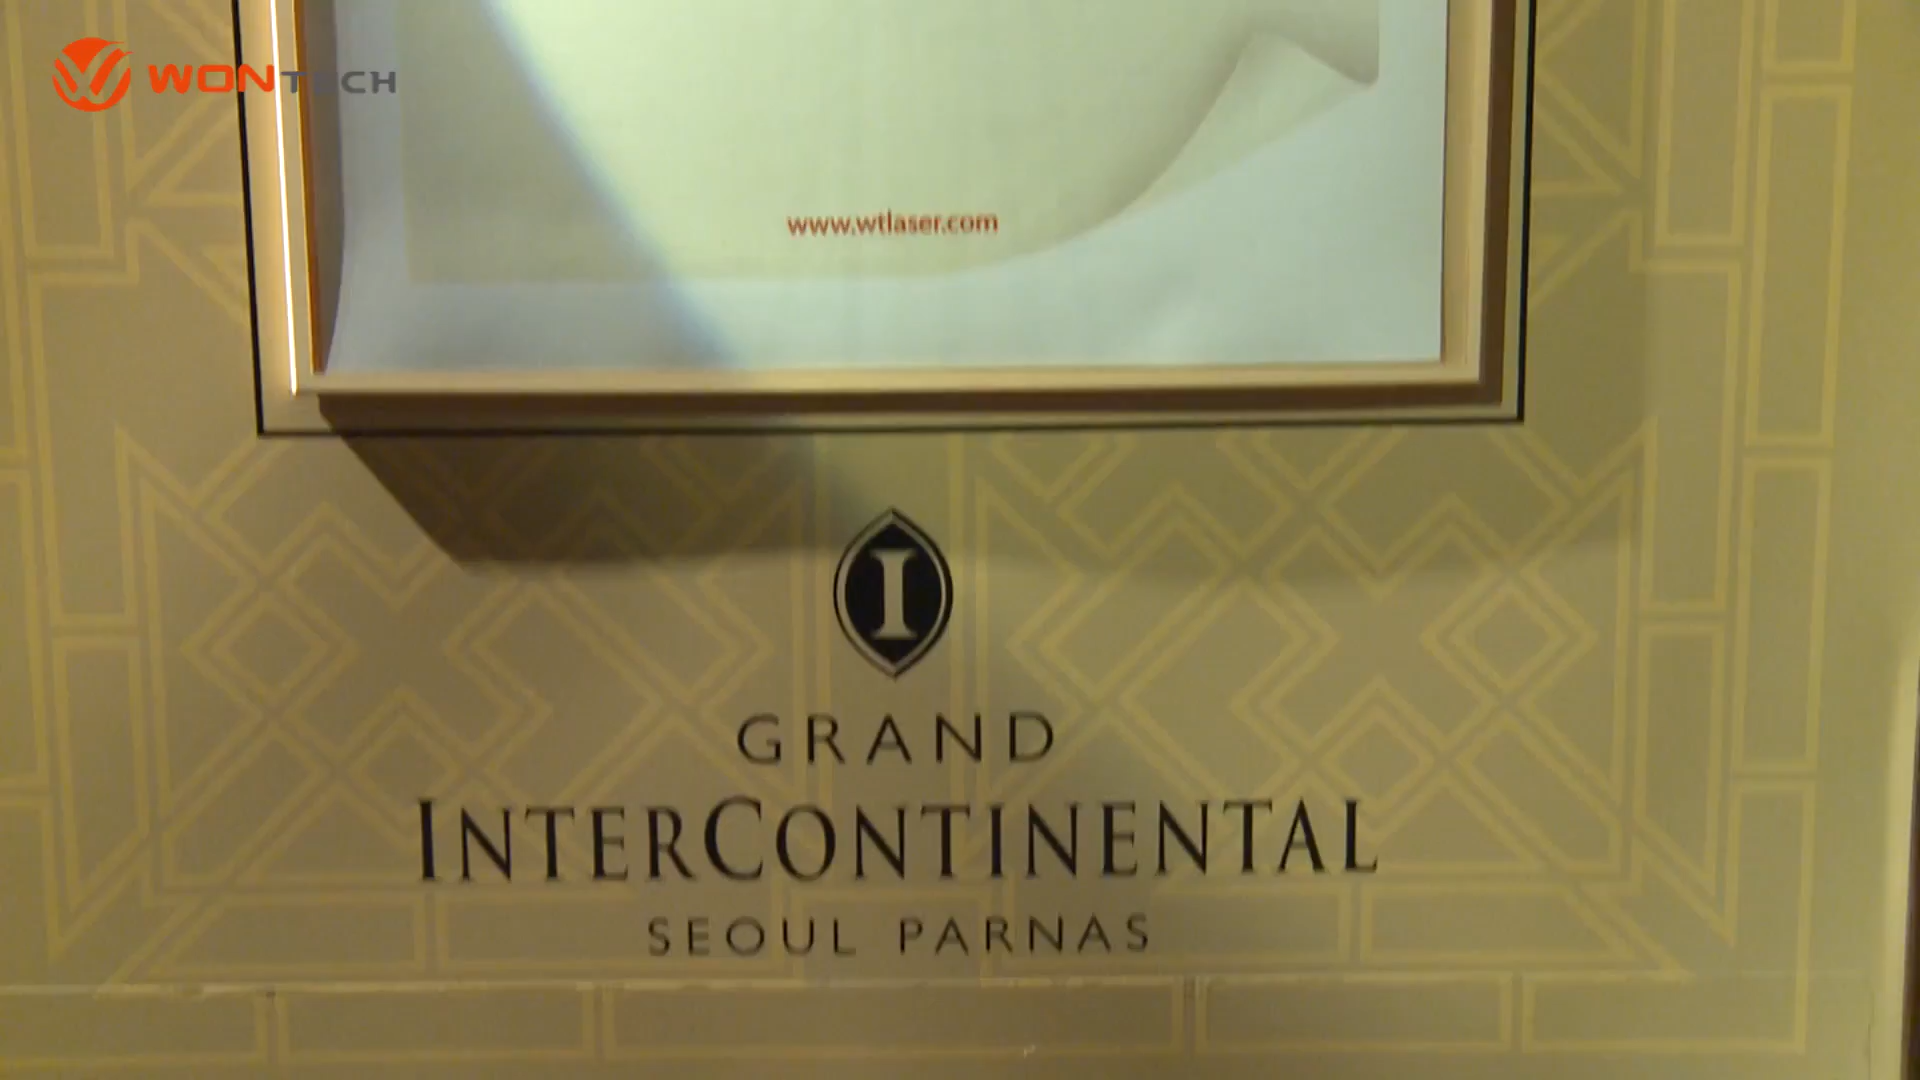 WONTECH
www.wtlaser.com
I
GRAND
INTERCONTINENTAL
SEOUL PARNAS